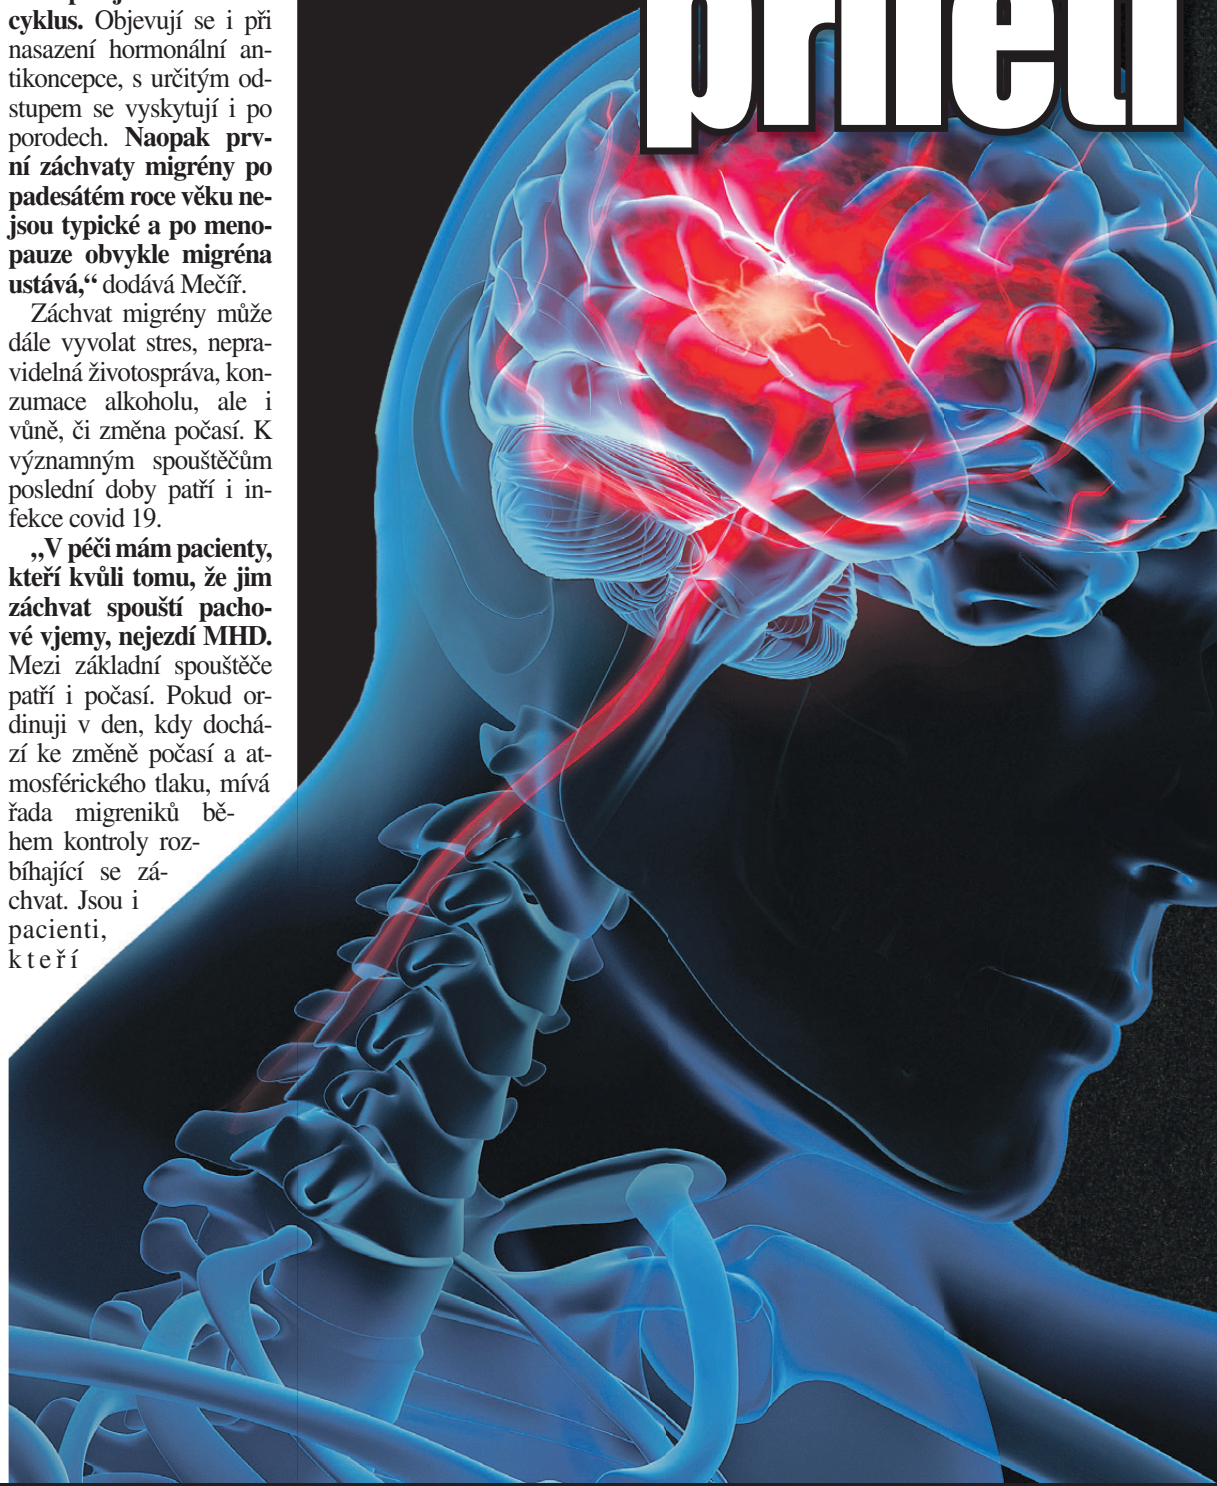 cyklus. Objevují se i při
nasazení hormonální an-
tikoncepce, s určitým od-
stupem se vyskytují i po
porodech. Naopak prv-
ní záchvaty migrény po
padesátém roce věku ne-
jsou typické a po meno-
pauze obvykle migréna
ustává,“ dodává Mečíř.
Záchvat migrény může
dále vyvolat stres, nepra-
videlná životospráva, kon-
zumace alkoholu, ale i
vůně, či změna počasí. K
významným spouštěčům
poslední doby patří i in-
fekce covid 19.
„V péči mám pacienty,
kteří kvůli tomu, že jim
záchvat spouští pacho-
vé vjemy, nejezdí MHD.
Mezi základní spouštěče
patří i počasí. Pokud or-
dinuji v den, kdy dochá-
zí ke změně počasí a at-
mosférického tlaku, mívá
řada migreniků bě-
hem kontroly roz-
bíhající se zá-
chvat. Jsou i
pacienti,
kteří